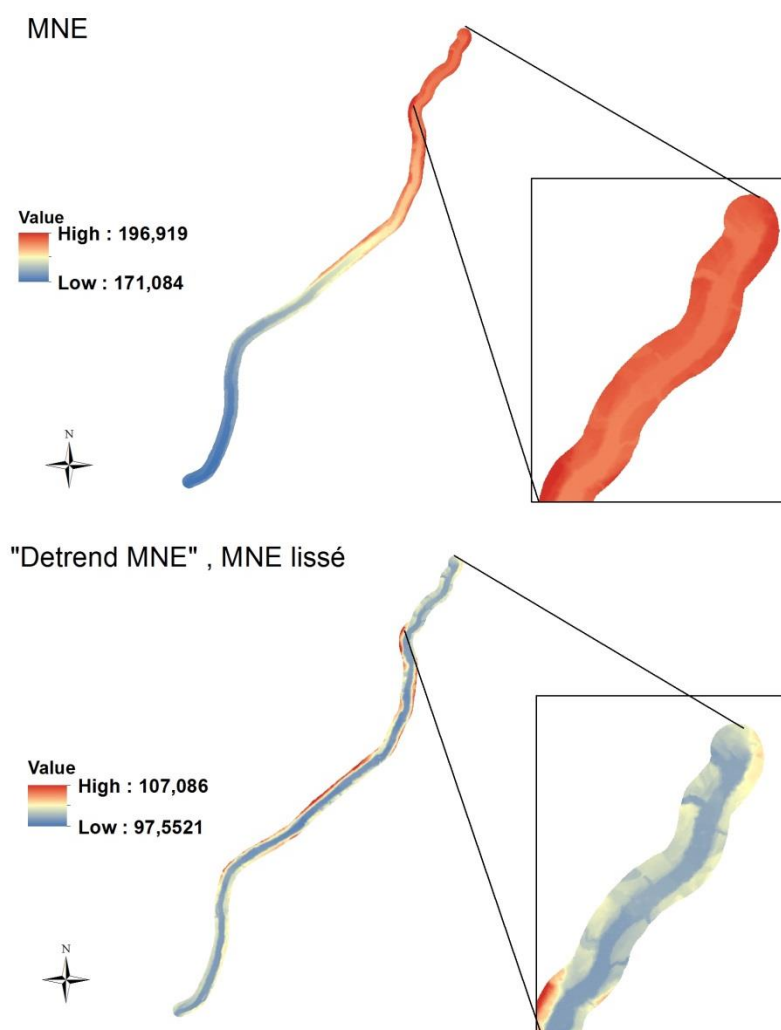 MNE
Value
High : 196,919
Low : 171,084
N
"Detrend MNE" , MNE lissé
Value
High : 107,086
Low : 97,5521
N